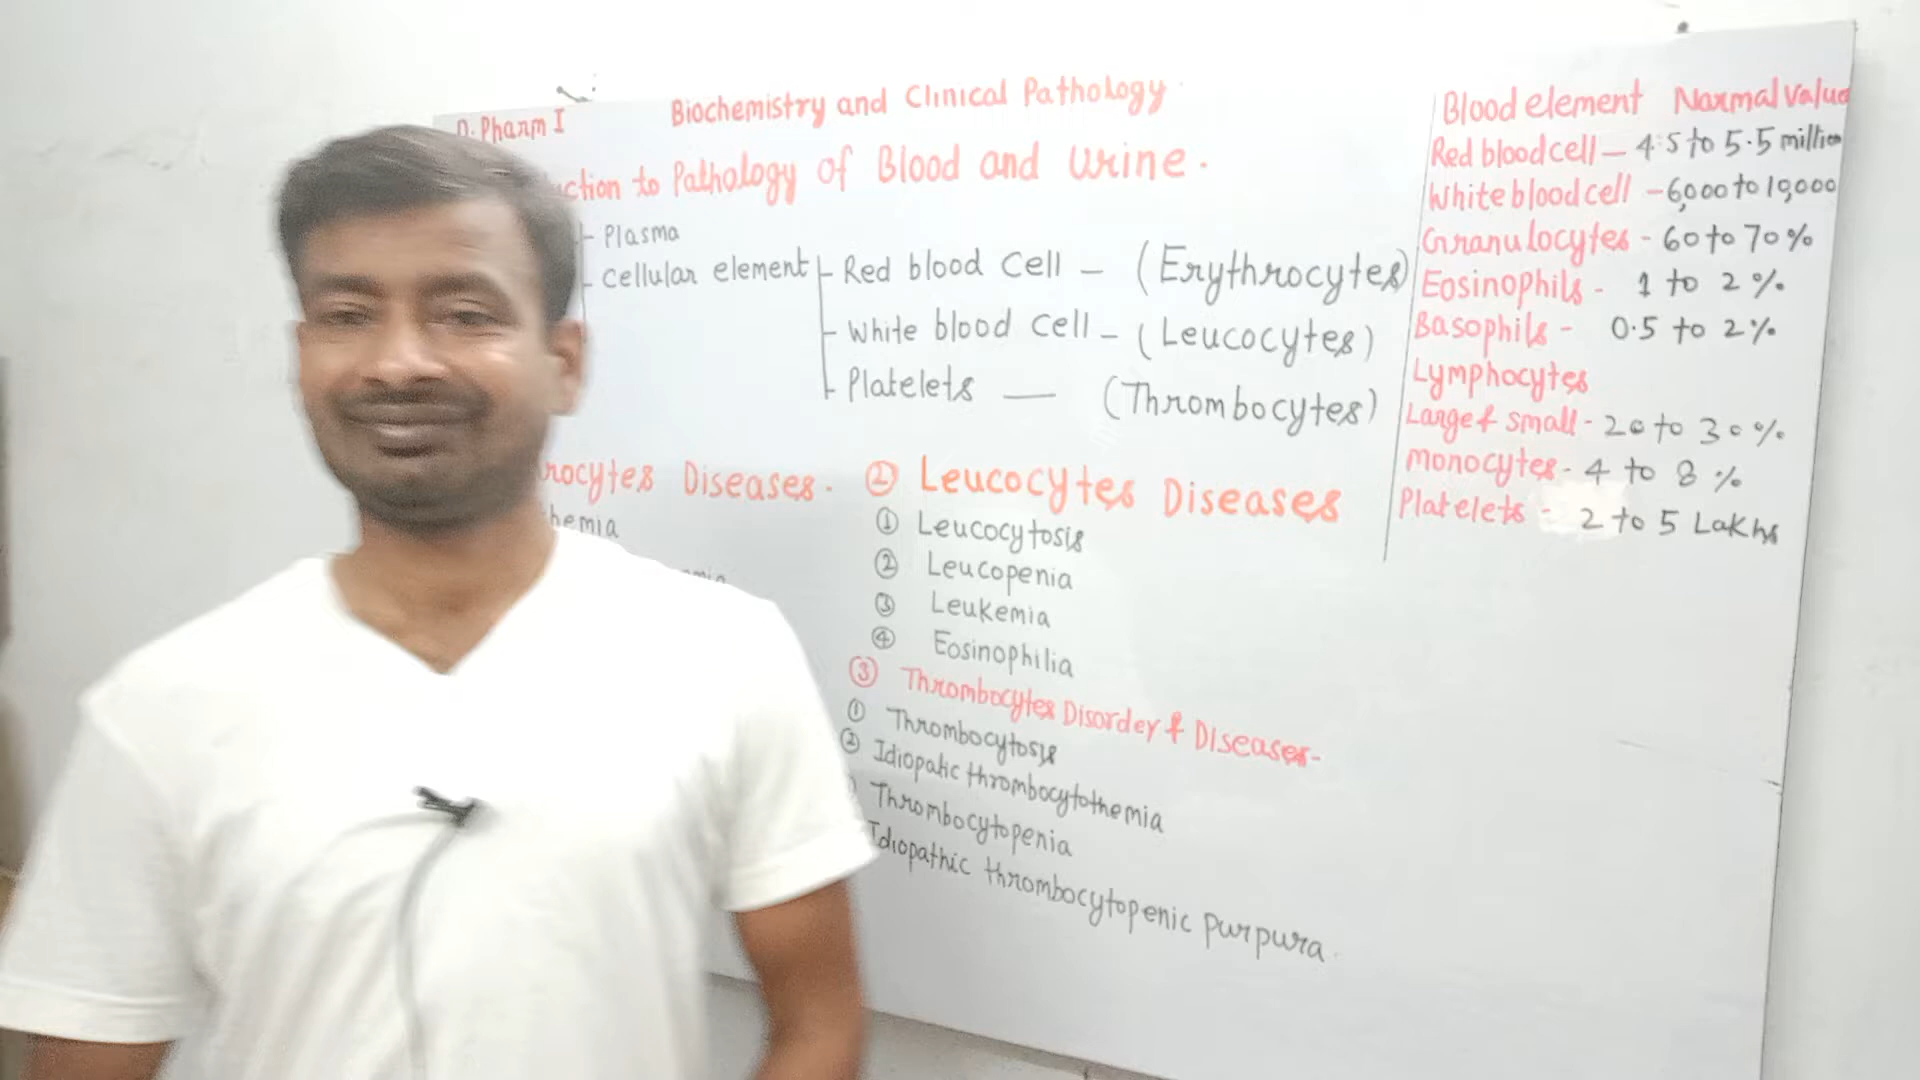 D. Pharm I
Biochemistry and Clinical Pathology
uction to Pathology of Blood and Urine.
Plasma
Cellular element
Red blood Cell - (Erythrocytes)
White blood Cell - (Leucocytes)
Platelets — (Thrombocytes)
rocytes Diseases.
hemia
mia
② Leucocytes Diseases
① Leucocytosis
② Leucopenia
③ Leukemia
④ Eosinophilia
③ Thrombocytes Disorder & Diseases-
① Thrombocytosis
② Idiopatic thrombocytothemia
Thrombocytopenia
Idiopathic thrombocytopenic purpura.
Blood element Normal Value
Red blood cell - 4.5 to 5.5 million
White blood cell - 6,000 to 10,000
Granulocytes - 60 to 70%
Eosinophils - 1 to 2%
Basophils - 0.5 to 2%
Lymphocytes
Large & small - 20 to 30%
Monocytes - 4 to 8%
Platelets - 2 to 5 Lakhs